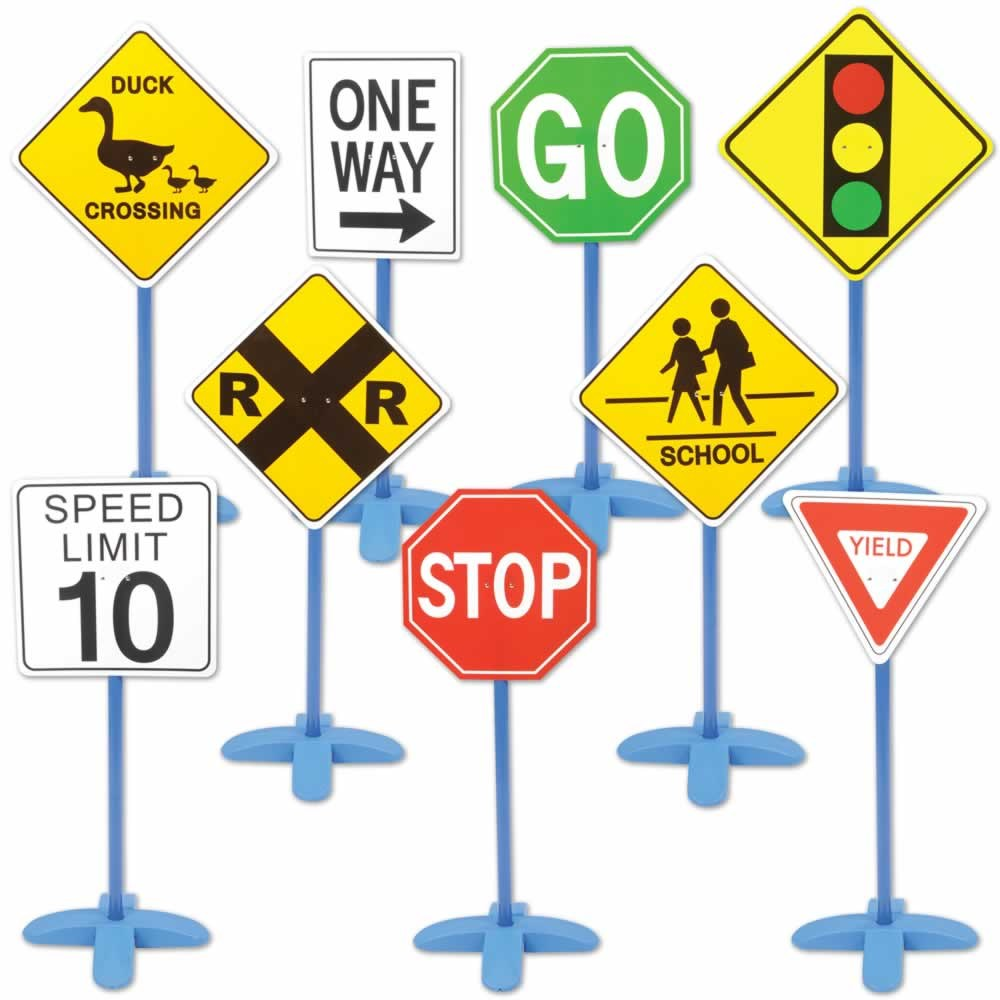 DUCK
CROSSING
ONE
WAY
GO
R R
SCHOOL
SPEED
LIMIT
10
STOP
YIELD